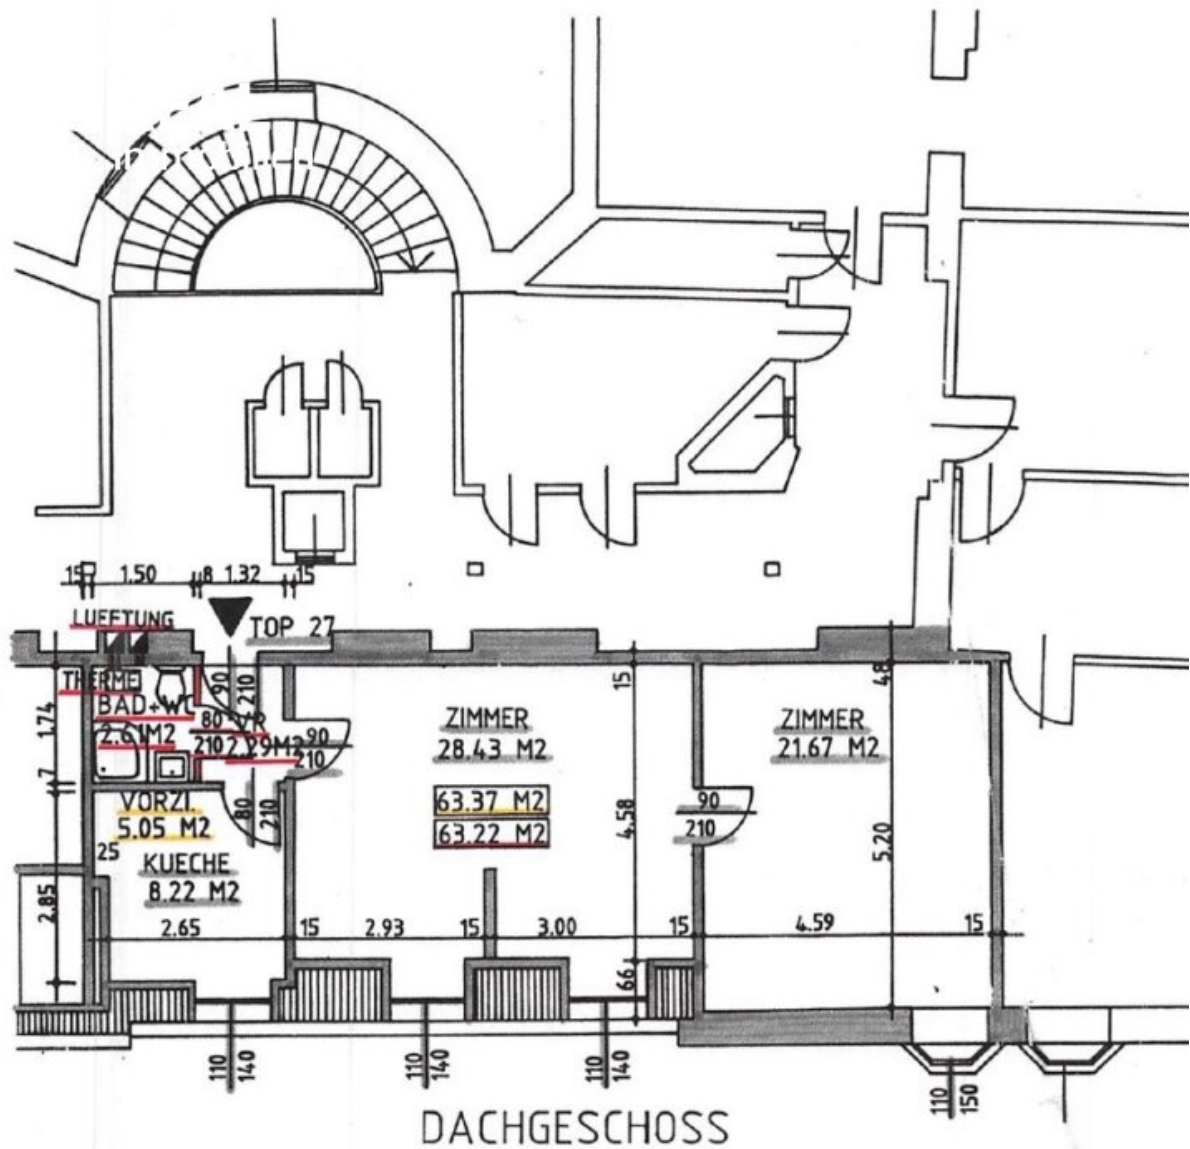 15 1.50 8 1.32 15
LUEFTUNG
TOP 27
THERME
90
210
15
48
BAD+WC
80 VR
2.61M2
210 2.29M2
90
210
1.74
7
ZIMMER
28.43 M2
ZIMMER
21.67 M2
63.37 M2
63.22 M2
VORZI.
5.05 M2
80
210
90
210
4.58
5.20
25
KUECHE
8.22 M2
2.85
2.65 15 2.93 15 3.00 15 4.59 15
66
110
140
110
140
110
140
110
150
DACHGESCHOSS